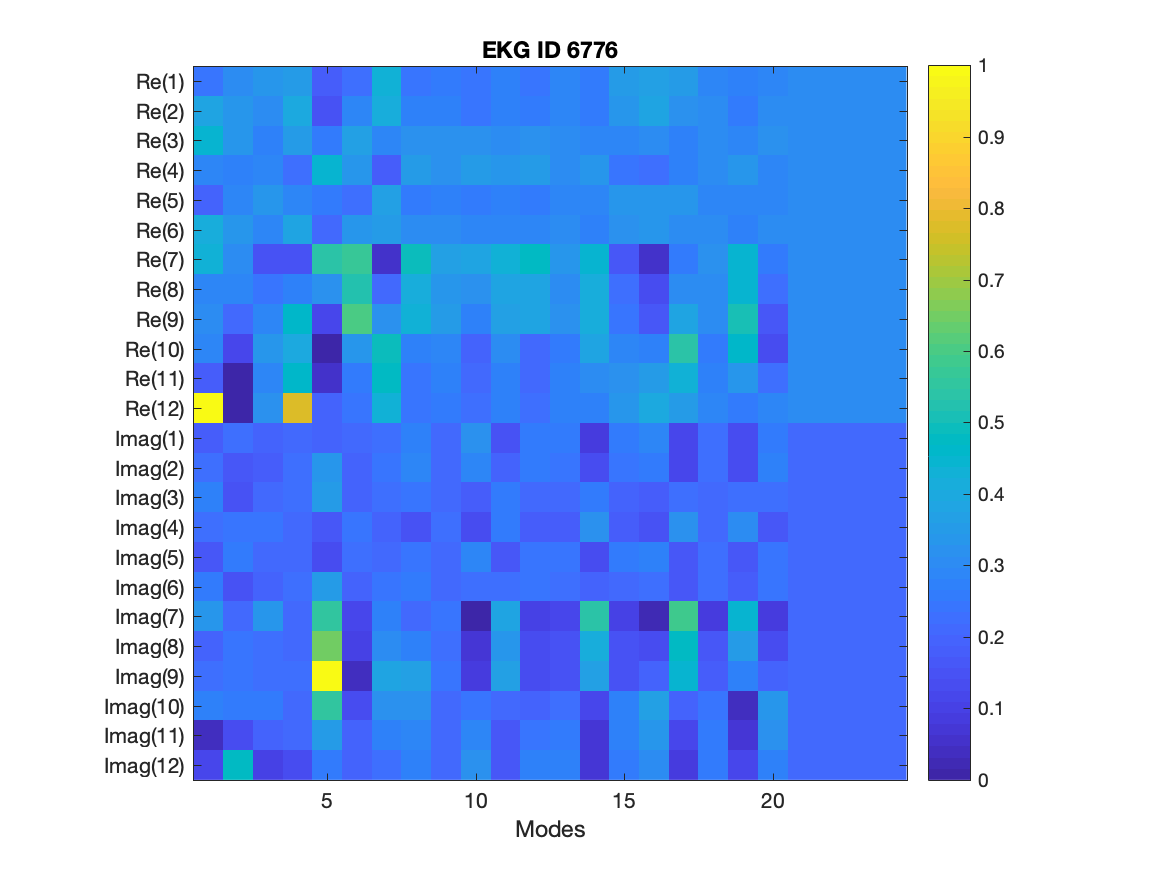 EKG ID 6776
Re(1)
Re(2)
Re(3)
Re(4)
Re(5)
Re(6)
Re(7)
Re(8)
Re(9)
Re(10)
Re(11)
Re(12)
Imag(1)
Imag(2)
Imag(3)
Imag(4)
Imag(5)
Imag(6)
Imag(7)
Imag(8)
Imag(9)
Imag(10)
Imag(11)
Imag(12)
5 10 15 20
Modes
1
0.9
0.8
0.7
0.6
0.5
0.4
0.3
0.2
0.1
0